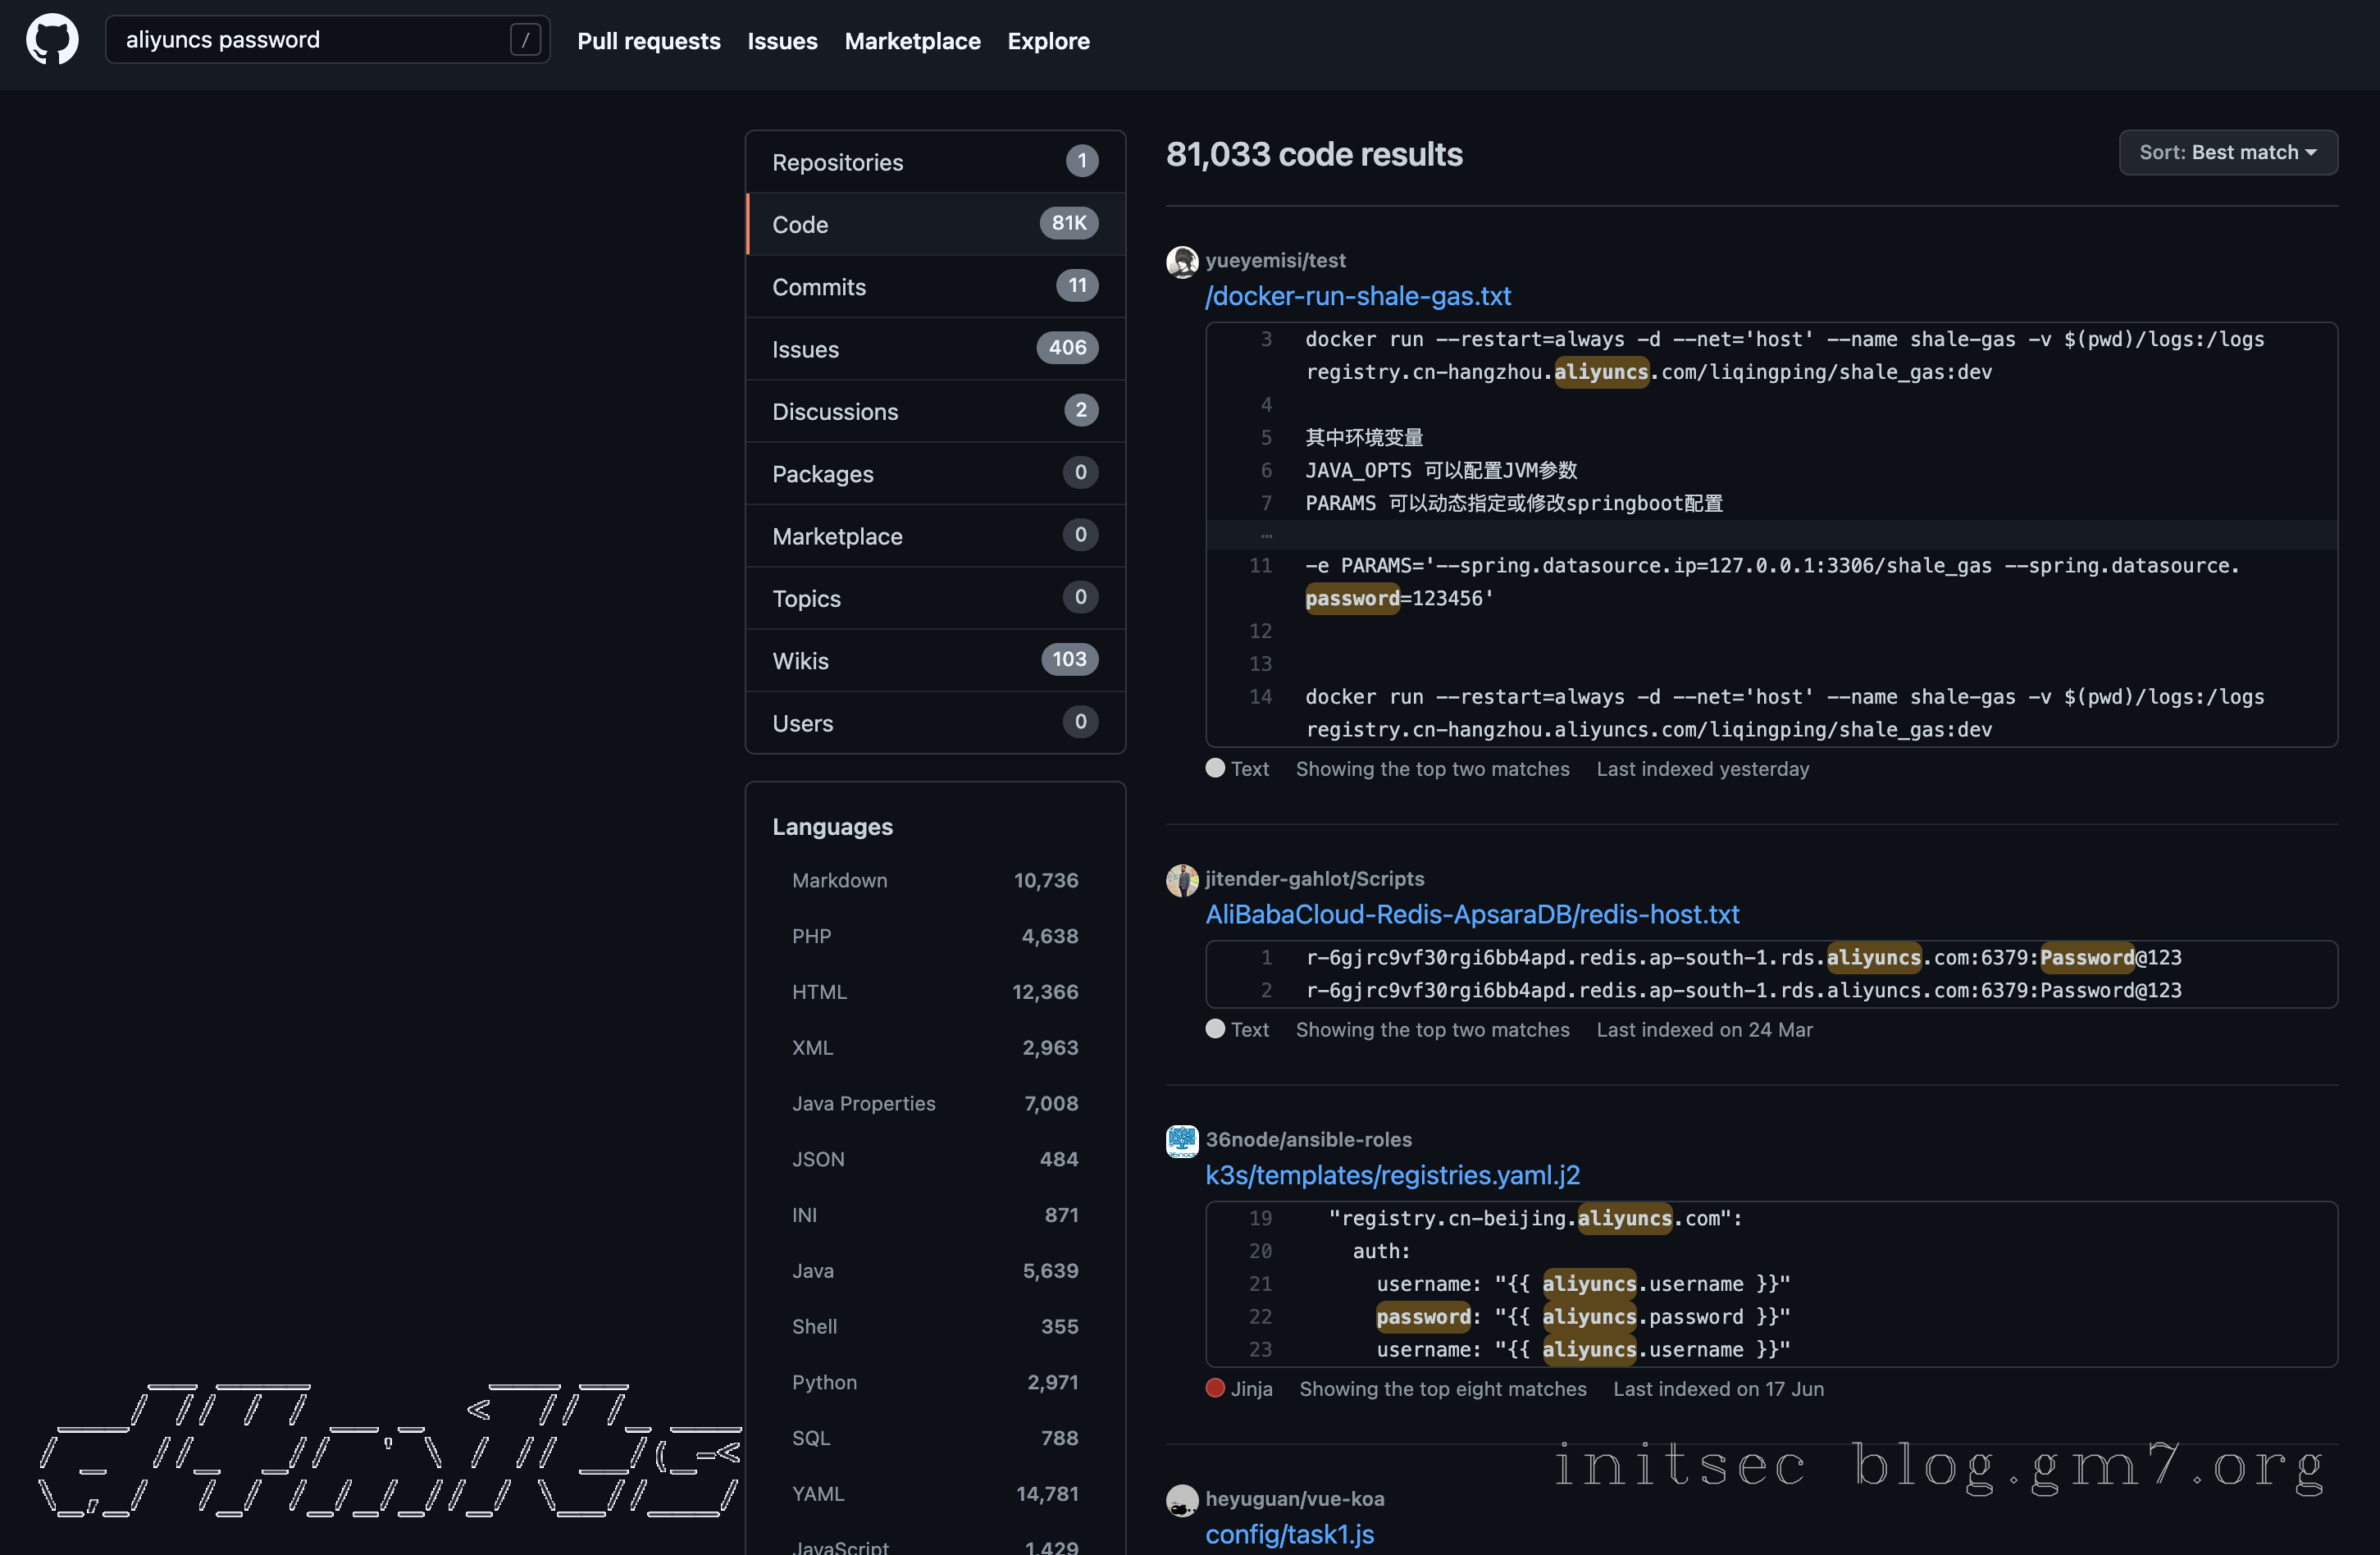 aliyuncs password
/
Pull requests
Issues
Marketplace
Explore
Repositories 1
Code 81K
Commits 11
Issues 406
Discussions 2
Packages 0
Marketplace 0
Topics 0
Wikis 103
Users 0
Languages
Markdown 10,736
PHP 4,638
HTML 12,366
XML 2,963
Java Properties 7,008
JSON 484
INI 871
Java 5,639
Shell 355
Python 2,971
SQL 788
YAML 14,781
JavaScript 1,429
81,033 code results
Sort: Best match
yueyemisi/test
/docker-run-shale-gas.txt
3 docker run --restart=always -d --net='host' --name shale-gas -v $(pwd)/logs:/logs
registry.cn-hangzhou.aliyuncs.com/liqingping/shale_gas:dev
4
5 其中环境变量
6 JAVA_OPTS 可以配置JVM参数
7 PARAMS 可以动态指定或修改springboot配置
…
11 -e PARAMS='--spring.datasource.ip=127.0.0.1:3306/shale_gas --spring.datasource.
password=123456'
12
13
14 docker run --restart=always -d --net='host' --name shale-gas -v $(pwd)/logs:/logs
registry.cn-hangzhou.aliyuncs.com/liqingping/shale_gas:dev
Text Showing the top two matches Last indexed yesterday
jitender-gahlot/Scripts
AliBabaCloud-Redis-ApsaraDB/redis-host.txt
1 r-6gjrc9vf30rgi6bb4apd.redis.ap-south-1.rds.aliyuncs.com:6379:Password@123
2 r-6gjrc9vf30rgi6bb4apd.redis.ap-south-1.rds.aliyuncs.com:6379:Password@123
Text Showing the top two matches Last indexed on 24 Mar
36node/ansible-roles
k3s/templates/registries.yaml.j2
19 "registry.cn-beijing.aliyuncs.com":
20 auth:
21 username: "{{ aliyuncs.username }}"
22 password: "{{ aliyuncs.password }}"
23 username: "{{ aliyuncs.username }}"
Jinja Showing the top eight matches Last indexed on 17 Jun
heyuguan/vue-koa
config/task1.js
initsec blog.gm7.org